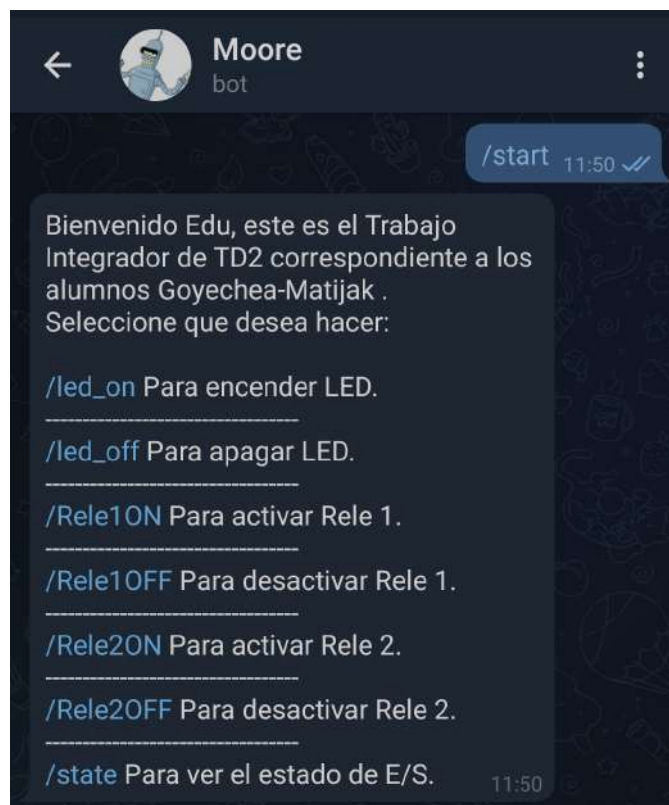 Moore
bot
/start 11:50
Bienvenido Edu, este es el Trabajo
Integrador de TD2 correspondiente a los
alumnos Goyechea-Matijak .
Seleccione que desea hacer:
/led_on Para encender LED.
----------------------------------
/led_off Para apagar LED.
----------------------------------
/Rele1ON Para activar Rele 1.
----------------------------------
/Rele1OFF Para desactivar Rele 1.
----------------------------------
/Rele2ON Para activar Rele 2.
----------------------------------
/Rele2OFF Para desactivar Rele 2.
----------------------------------
/state Para ver el estado de E/S. 11:50